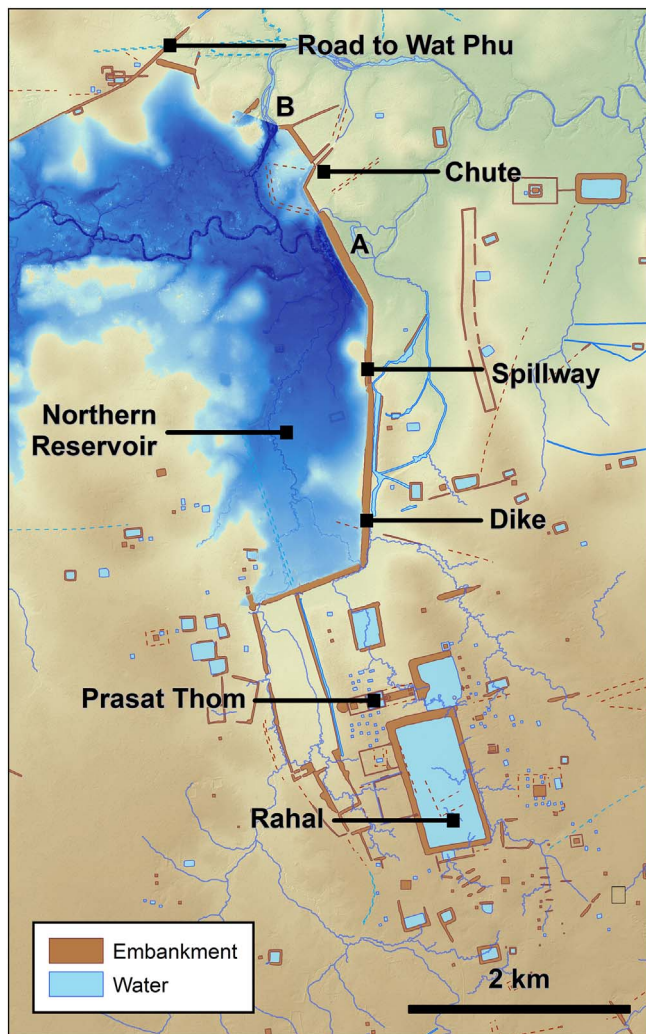 Road to Wat Phu
B
Chute
A
Spillway
Northern
Reservoir
Dike
Prasat Thom
Rahal
Embankment
Water
2 km